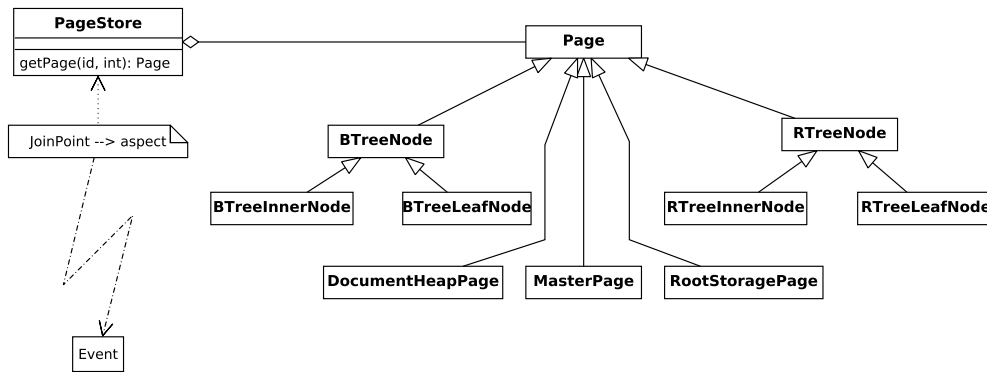 PageStore
getPage(id, int): Page
Page
JoinPoint --> aspect
BTreeNode
RTreeNode
BTreeInnerNode
BTreeLeafNode
RTreeInnerNode
RTreeLeafNode
DocumentHeapPage
MasterPage
RootStoragePage
Event